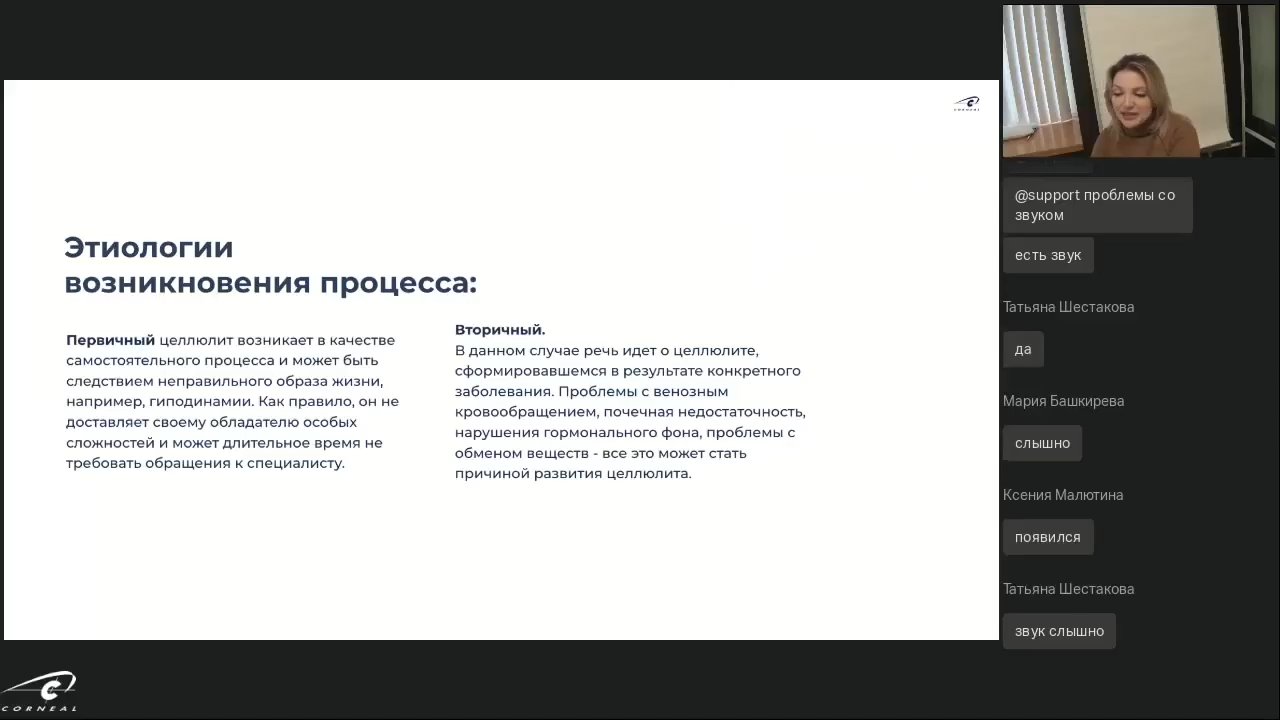 Этиологии
возникновения процесса:
Первичный целлюлит возникает в качестве
самостоятельного процесса и может быть
следствием неправильного образа жизни,
например, гиподинамии. Как правило, он не
доставляет своему обладателю особых
сложностей и может длительное время не
требовать обращения к специалисту.
Вторичный.
В данном случае речь идет о целлюлите,
сформировавшемся в результате конкретного
заболевания. Проблемы с венозным
кровообращением, почечная недостаточность,
нарушения гормонального фона, проблемы с
обменом веществ - все это может стать
причиной развития целлюлита.
@support проблемы со
звуком
есть звук
Татьяна Шестакова
да
Мария Башкирева
слышно
Ксения Малютина
появился
Татьяна Шестакова
звук слышно
CORNEAL